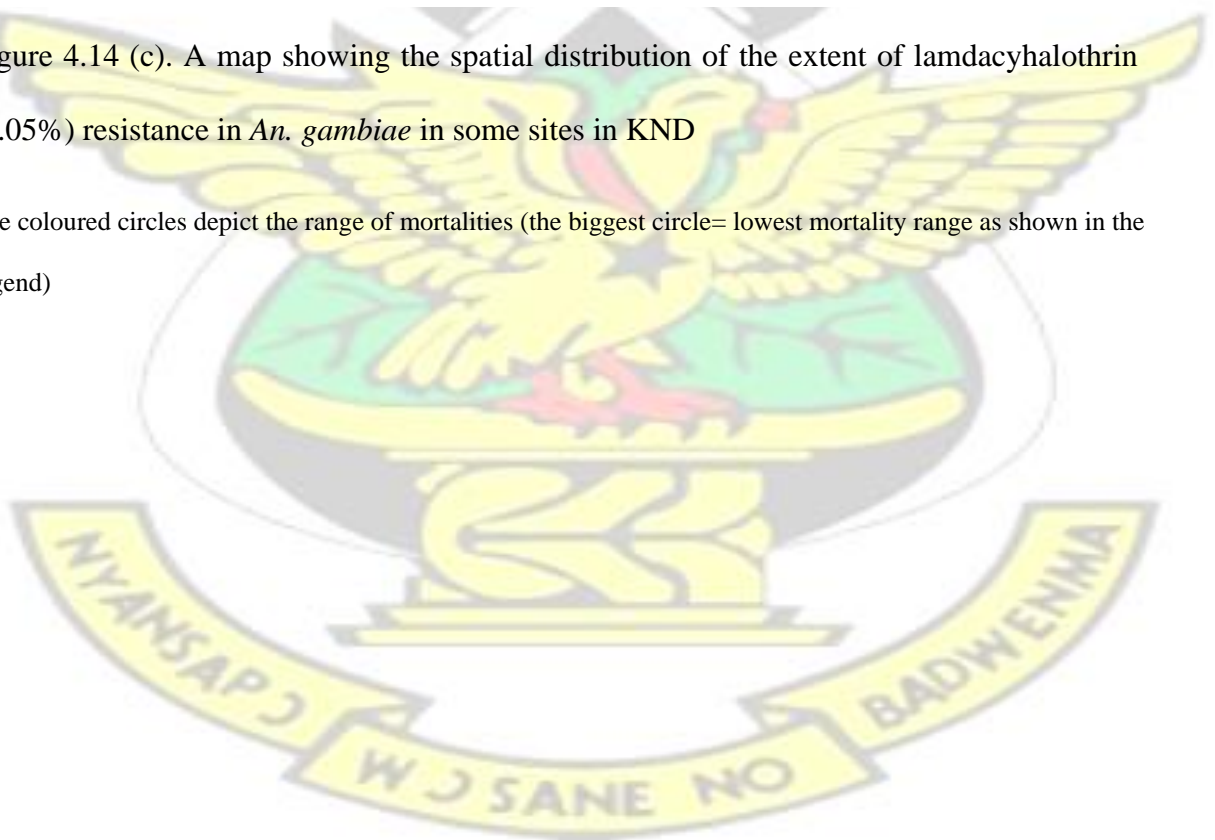 gure 4.14 (c). A map showing the spatial distribution of the extent of lamdacyhalothrin
.05%) resistance in An. gambiae in some sites in KND
e coloured circles depict the range of mortalities (the biggest circle= lowest mortality range as shown in the
gend)
NYANSAPƆ
WƆSANE NO
BADWENMA